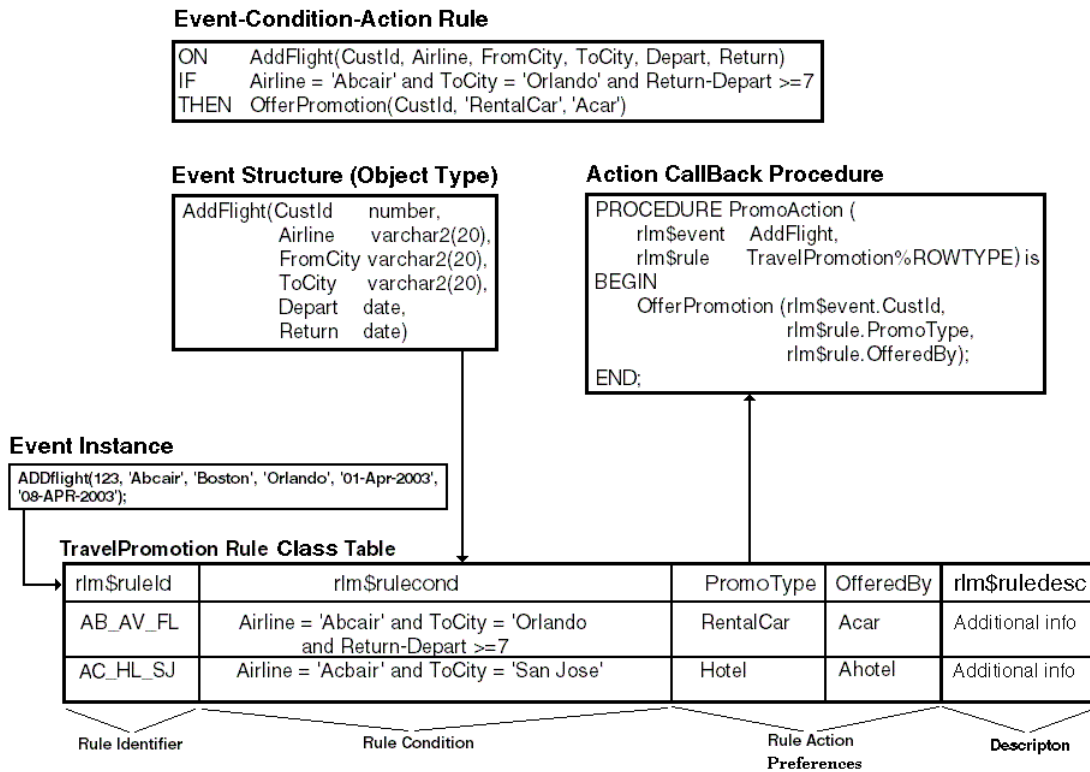 Event-Condition-Action Rule
ON AddFlight(CustId, Airline, FromCity, ToCity, Depart, Return)
IF Airline = 'Abcair' and ToCity = 'Orlando' and Return-Depart >=7
THEN OfferPromotion(CustId, 'RentalCar', 'Acar')
Event Structure (Object Type)
AddFlight(CustId number,
Airline varchar2(20),
FromCity varchar2(20),
ToCity varchar2(20),
Depart date,
Return date)
Action CallBack Procedure
PROCEDURE PromoAction (
rlm$event AddFlight,
rlm$rule TravelPromotion%ROWTYPE) is
BEGIN
OfferPromotion (rlm$event.CustId,
rlm$rule.PromoType,
rlm$rule.OfferedBy);
END;
Event Instance
ADDflight(123, 'Abcair', 'Boston', 'Orlando', '01-Apr-2003',
'08-APR-2003');
TravelPromotion Rule Class Table
rlm$ruleId rlm$rulecond PromoType OfferedBy rlm$ruledesc
AB_AV_FL Airline = 'Abcair' and ToCity = 'Orlando RentalCar Acar Additional info
and Return-Depart >=7
AC_HL_SJ Airline = 'Acbair' and ToCity = 'San Jose' Hotel Ahotel Additional info
Rule Identifier Rule Condition Rule Action Descripton
Preferences